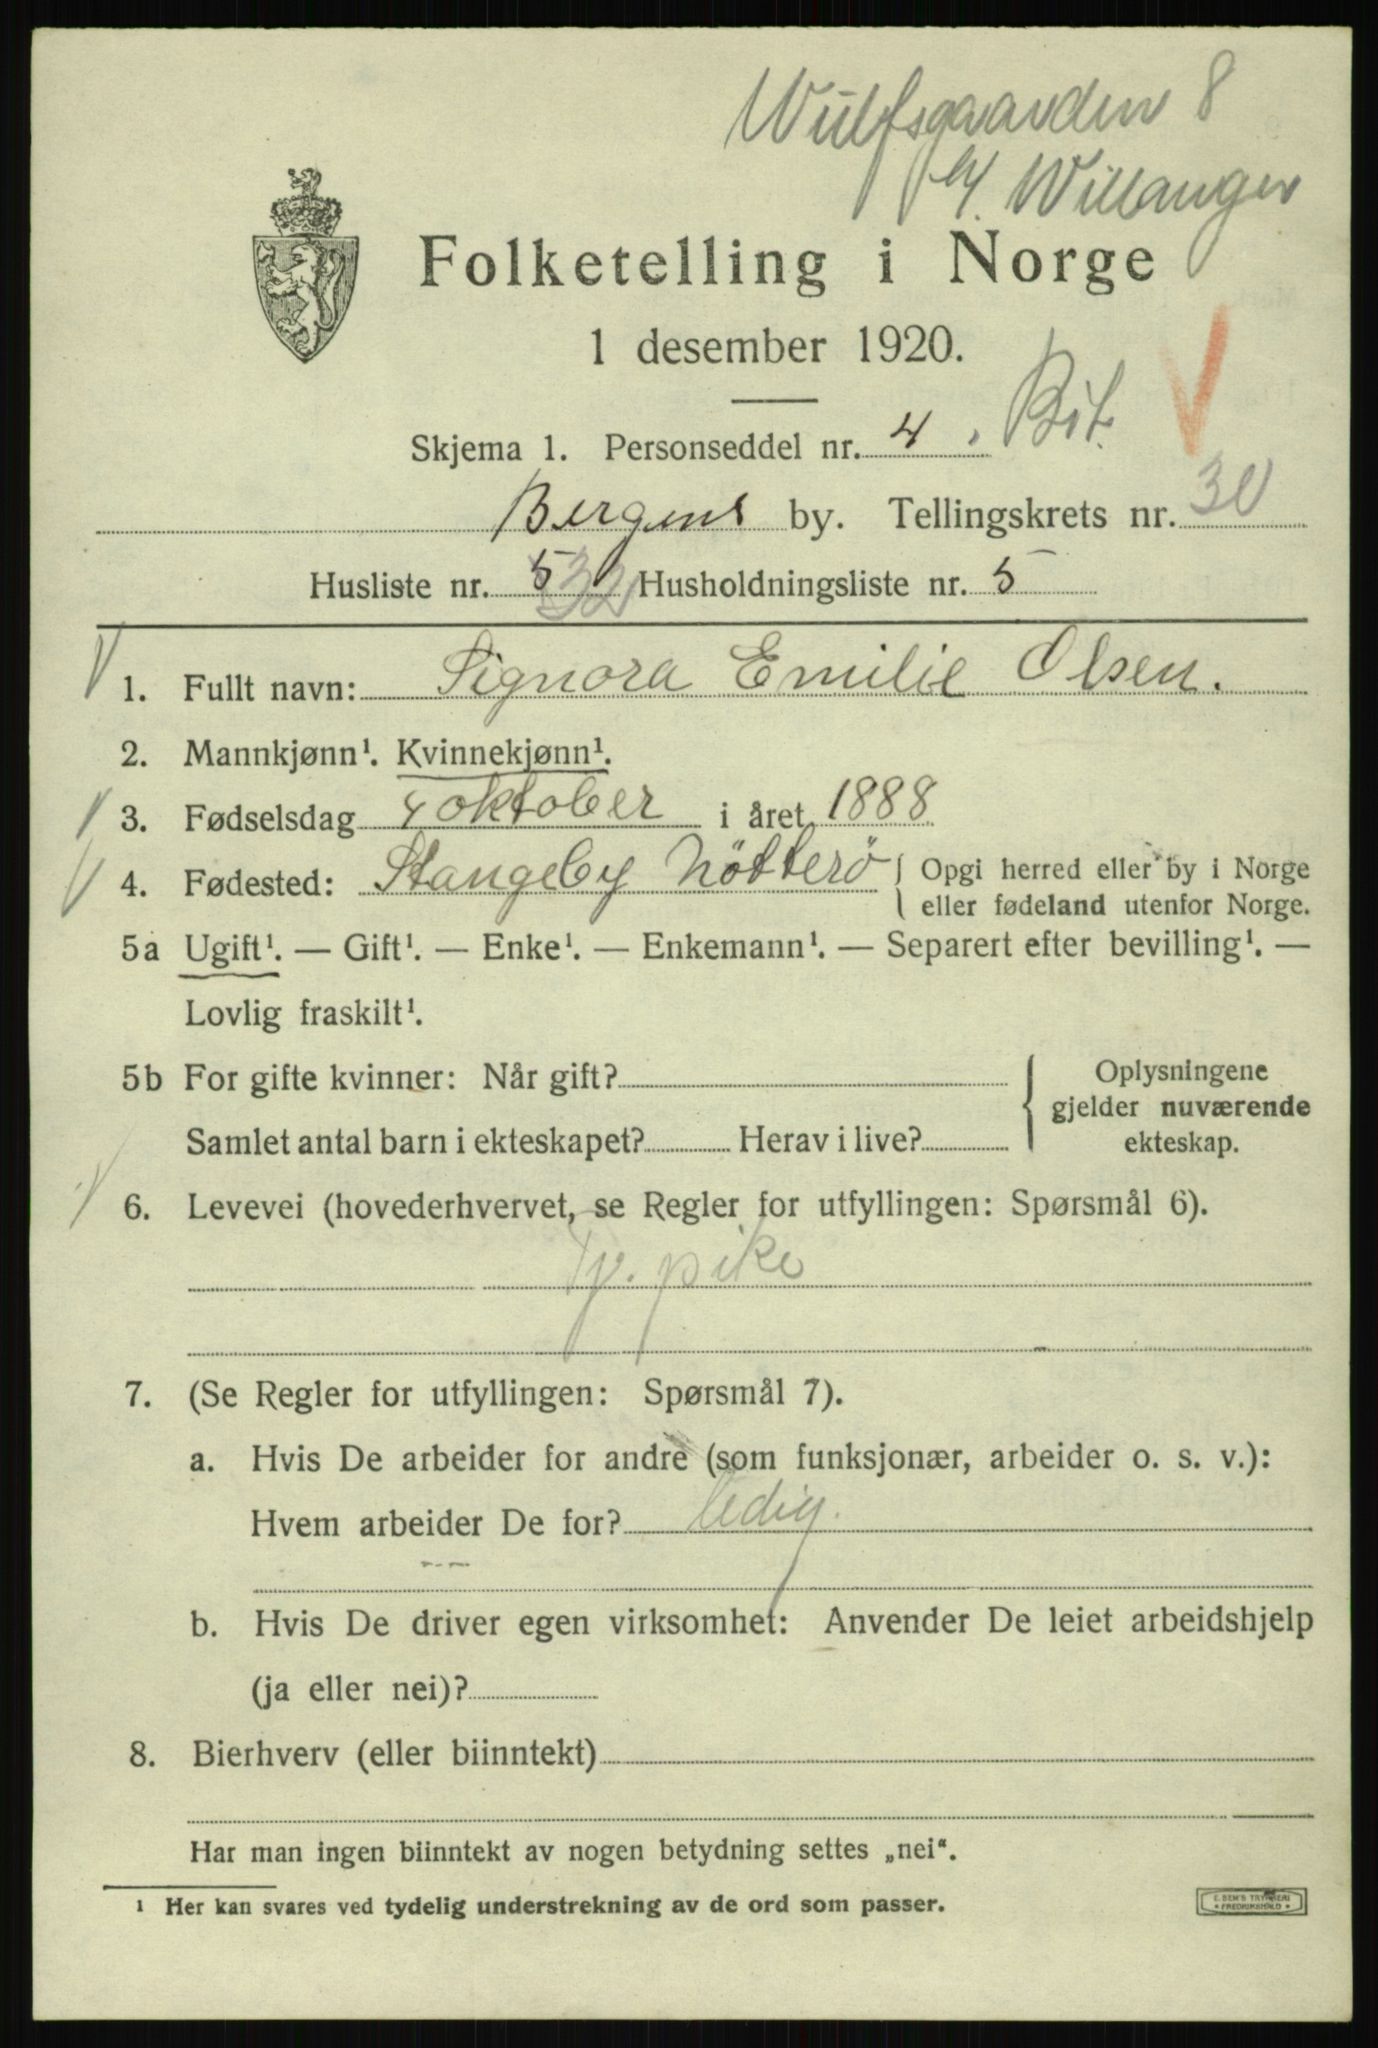 Wulfsgaarden 8
Willanger
Folketelling i Norge
1 desember 1920.
Bit.
Skjema 1. Personseddel nr. 4
Bergens by. Tellingskrets nr. 30
Husliste nr. 5 32 Husholdningsliste nr. 5
1. Fullt navn: Signora Emilie Olsen.
2. Mannkjønn¹. Kvinnekjønn¹.
3. Fødselsdag 4 oktober i året 1888
4. Fødested: Stangeby Nötterö { Opgi herred eller by i Norge
eller fødeland utenfor Norge.
5a Ugift¹. — Gift¹. — Enke¹. — Enkemann¹. — Separert efter bevilling¹. —
Lovlig fraskilt¹.
5b For gifte kvinner: Når gift? { Oplysningene
gjelder nuværende
Samlet antal barn i ekteskapet? Herav i live? ekteskap.
6. Levevei (hovederhvervet, se Regler for utfyllingen: Spørsmål 6).
Tj. pike
7. (Se Regler for utfyllingen: Spørsmål 7).
a. Hvis De arbeider for andre (som funksjonær, arbeider o. s. v.):
Hvem arbeider De for? ledig.
b. Hvis De driver egen virksomhet: Anvender De leiet arbeidshjelp
(ja eller nei)?
8. Bierhverv (eller biinntekt)
Har man ingen biinntekt av nogen betydning settes „nei“.
¹ Her kan svares ved tydelig understrekning av de ord som passer.
E. SEM'S TRYKKERI
FREDRIKSHALD